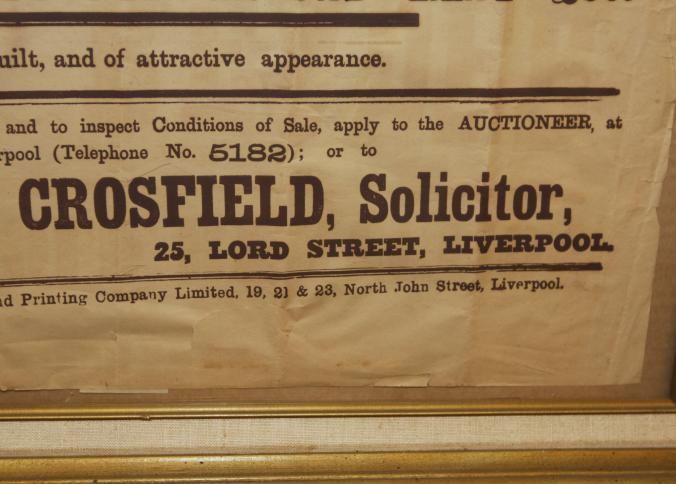 uilt, and of attractive appearance.
and to inspect Conditions of Sale, apply to the AUCTIONEER, at
rpool (Telephone No. 5182); or to
CROSFIELD, Solicitor,
25, LORD STREET, LIVERPOOL.
nd Printing Company Limited, 19, 21 & 23, North John Street, Liverpool.